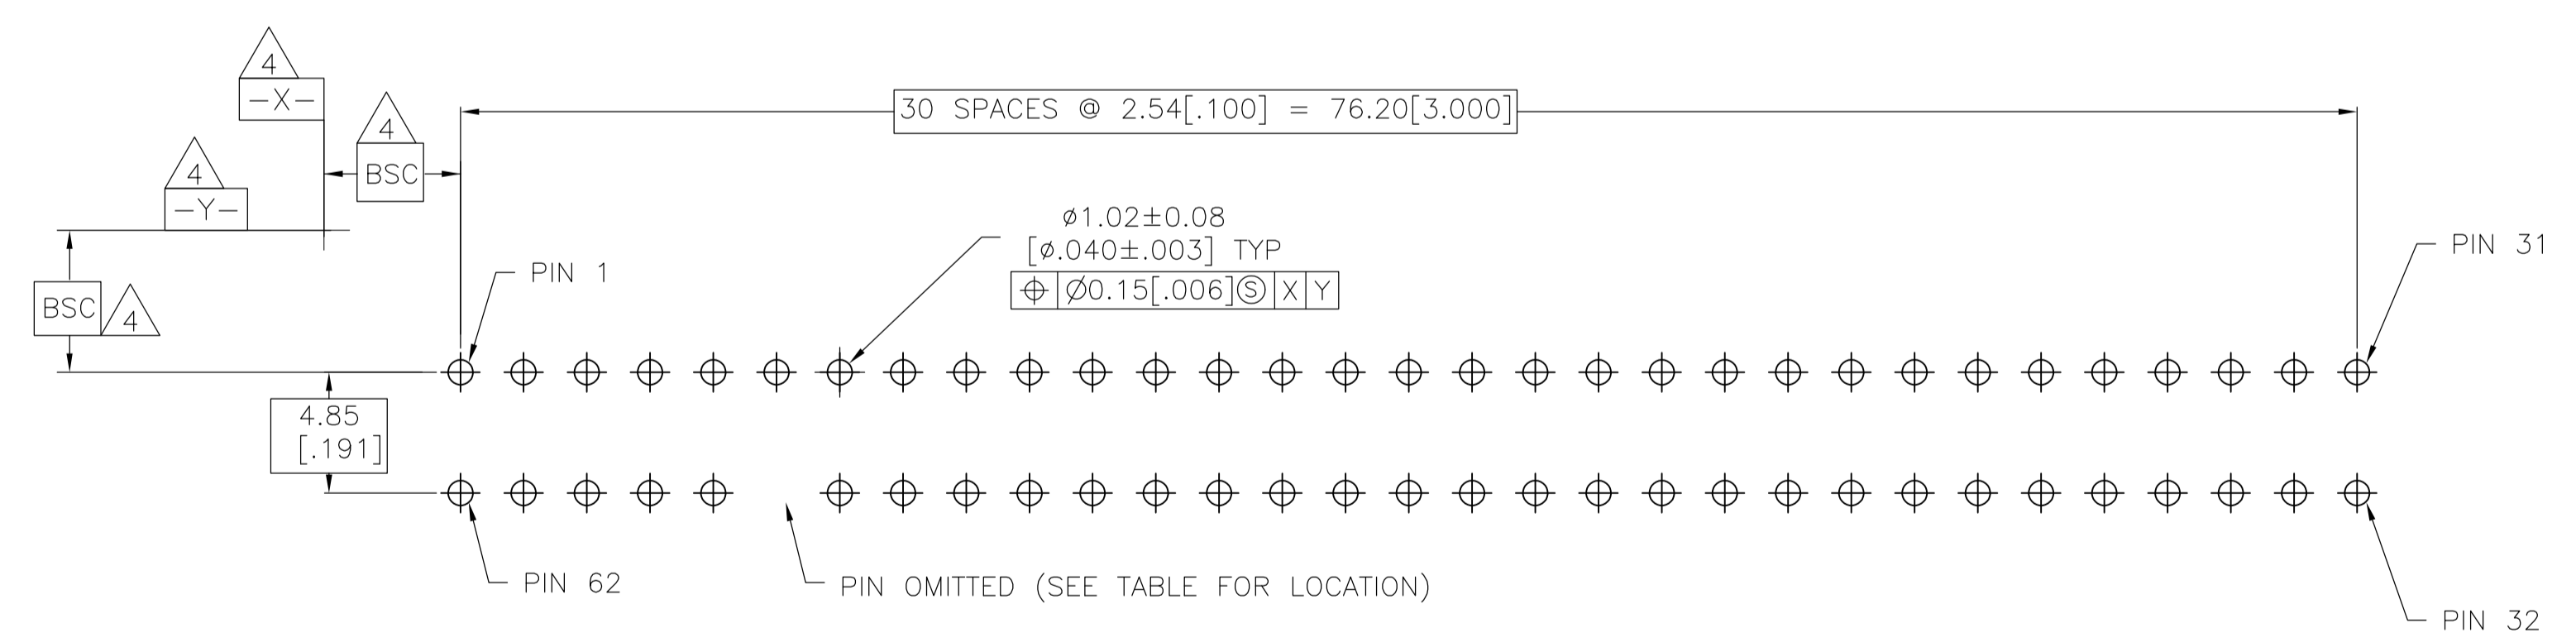 4
-X-
4
BSC
30 SPACES @ 2.54[.100] = 76.20[3.000]
4
-Y-
ø1.02±0.08
[ø.040±.003] TYP
⌖ Ø0.15[.006]Ⓢ X Y
PIN 1
PIN 31
BSC 4
4.85
[.191]
PIN 62
PIN OMITTED (SEE TABLE FOR LOCATION)
PIN 32